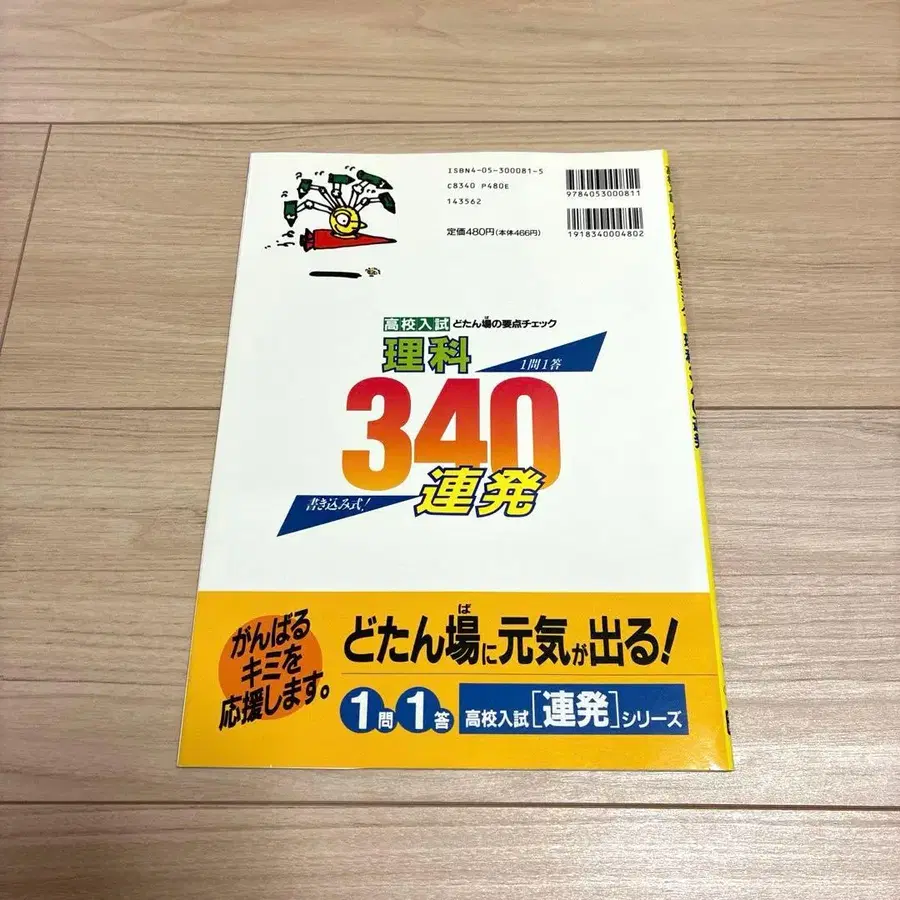 ISBN4-05-300081-5
C8340 P480E
143562
定価480円(本体466円)
9784053000811
1918340004802
高校入試 どたん場の要点チェック
ば
理科
1問1答
340
連発
書き込み式!
がんばる
キミを
応援します。
ば
どたん場に元気が出る!
1問1答 高校入試[連発]シリーズ